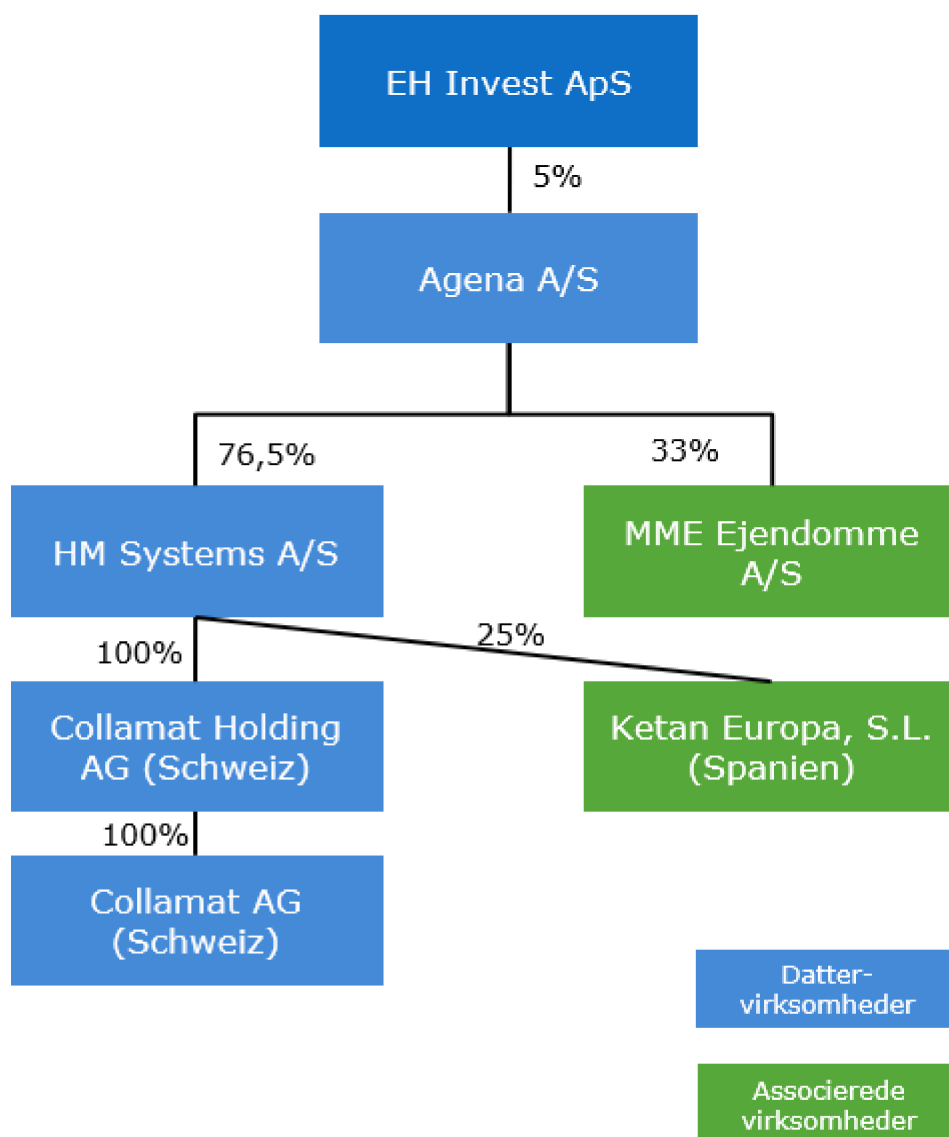 EH Invest ApS
5%
Agena A/S
76,5%
33%
HM Systems A/S
MME Ejendomme
A/S
100%
25%
Collamat Holding
AG (Schweiz)
Ketan Europa, S.L.
(Spanien)
100%
Collamat AG
(Schweiz)
Datter-
virksomheder
Associerede
virksomheder